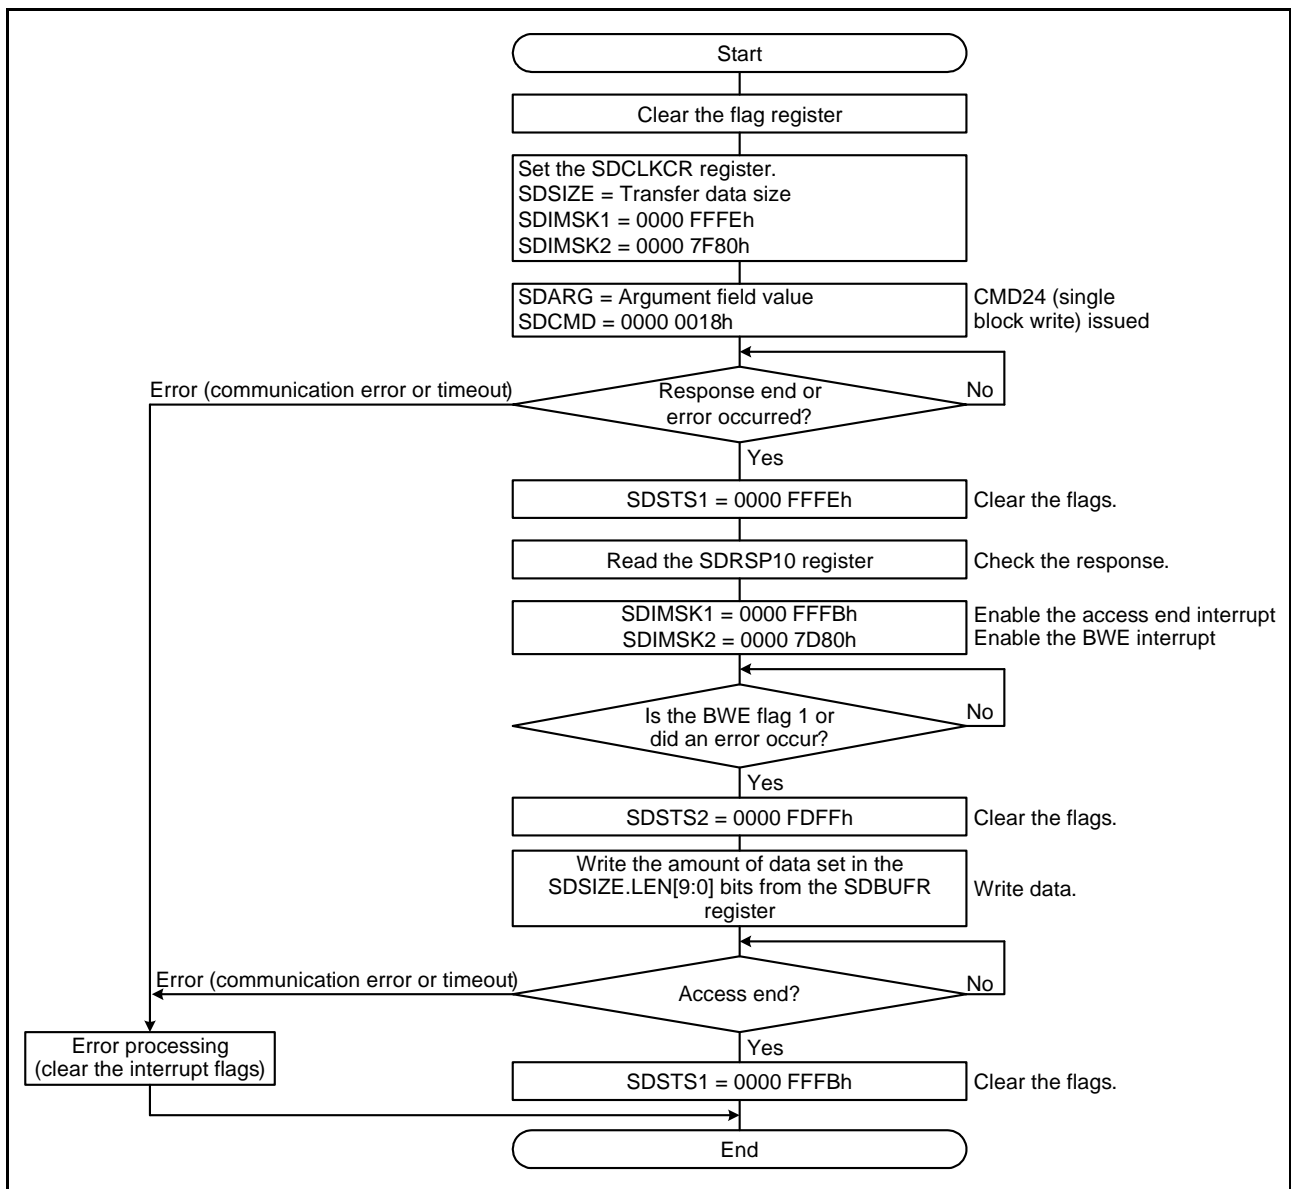 Start
Clear the flag register
Set the SDCLKCR register.
SDSIZE = Transfer data size
SDIMSK1 = 0000 FFFEh
SDIMSK2 = 0000 7F80h
SDARG = Argument field value
SDCMD = 0000 0018h
CMD24 (single
block write) issued
Error (communication error or timeout)
Response end or
error occurred?
No
Yes
SDSTS1 = 0000 FFFEh
Clear the flags.
Read the SDRSP10 register
Check the response.
SDIMSK1 = 0000 FFFBh
SDIMSK2 = 0000 7D80h
Enable the access end interrupt
Enable the BWE interrupt
Is the BWE flag 1 or
did an error occur?
No
Yes
SDSTS2 = 0000 FDFFh
Clear the flags.
Write the amount of data set in the
SDSIZE.LEN[9:0] bits from the SDBUFR
register
Write data.
Error (communication error or timeout)
Access end?
No
Error processing
(clear the interrupt flags)
Yes
SDSTS1 = 0000 FFFBh
Clear the flags.
End